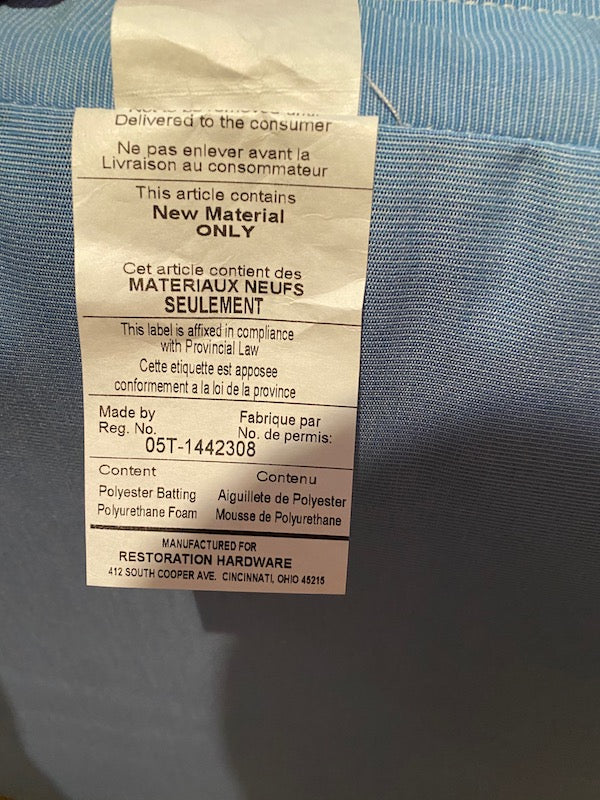 Delivered to the consumer
Ne pas enlever avant la
Livraison au consommateur
This article contains
New Material
ONLY
Cet article contient des
MATERIAUX NEUFS
SEULEMENT
This label is affixed in compliance
with Provincial Law
Cette etiquette est apposee
conformement a la loi de la province
Made by Fabrique par
Reg. No. No. de permis:
05T-1442308
Content Contenu
Polyester Batting Aiguillete de Polyester
Polyurethane Foam Mousse de Polyurethane
MANUFACTURED FOR
RESTORATION HARDWARE
412 SOUTH COOPER AVE. CINCINNATI, OHIO 45215